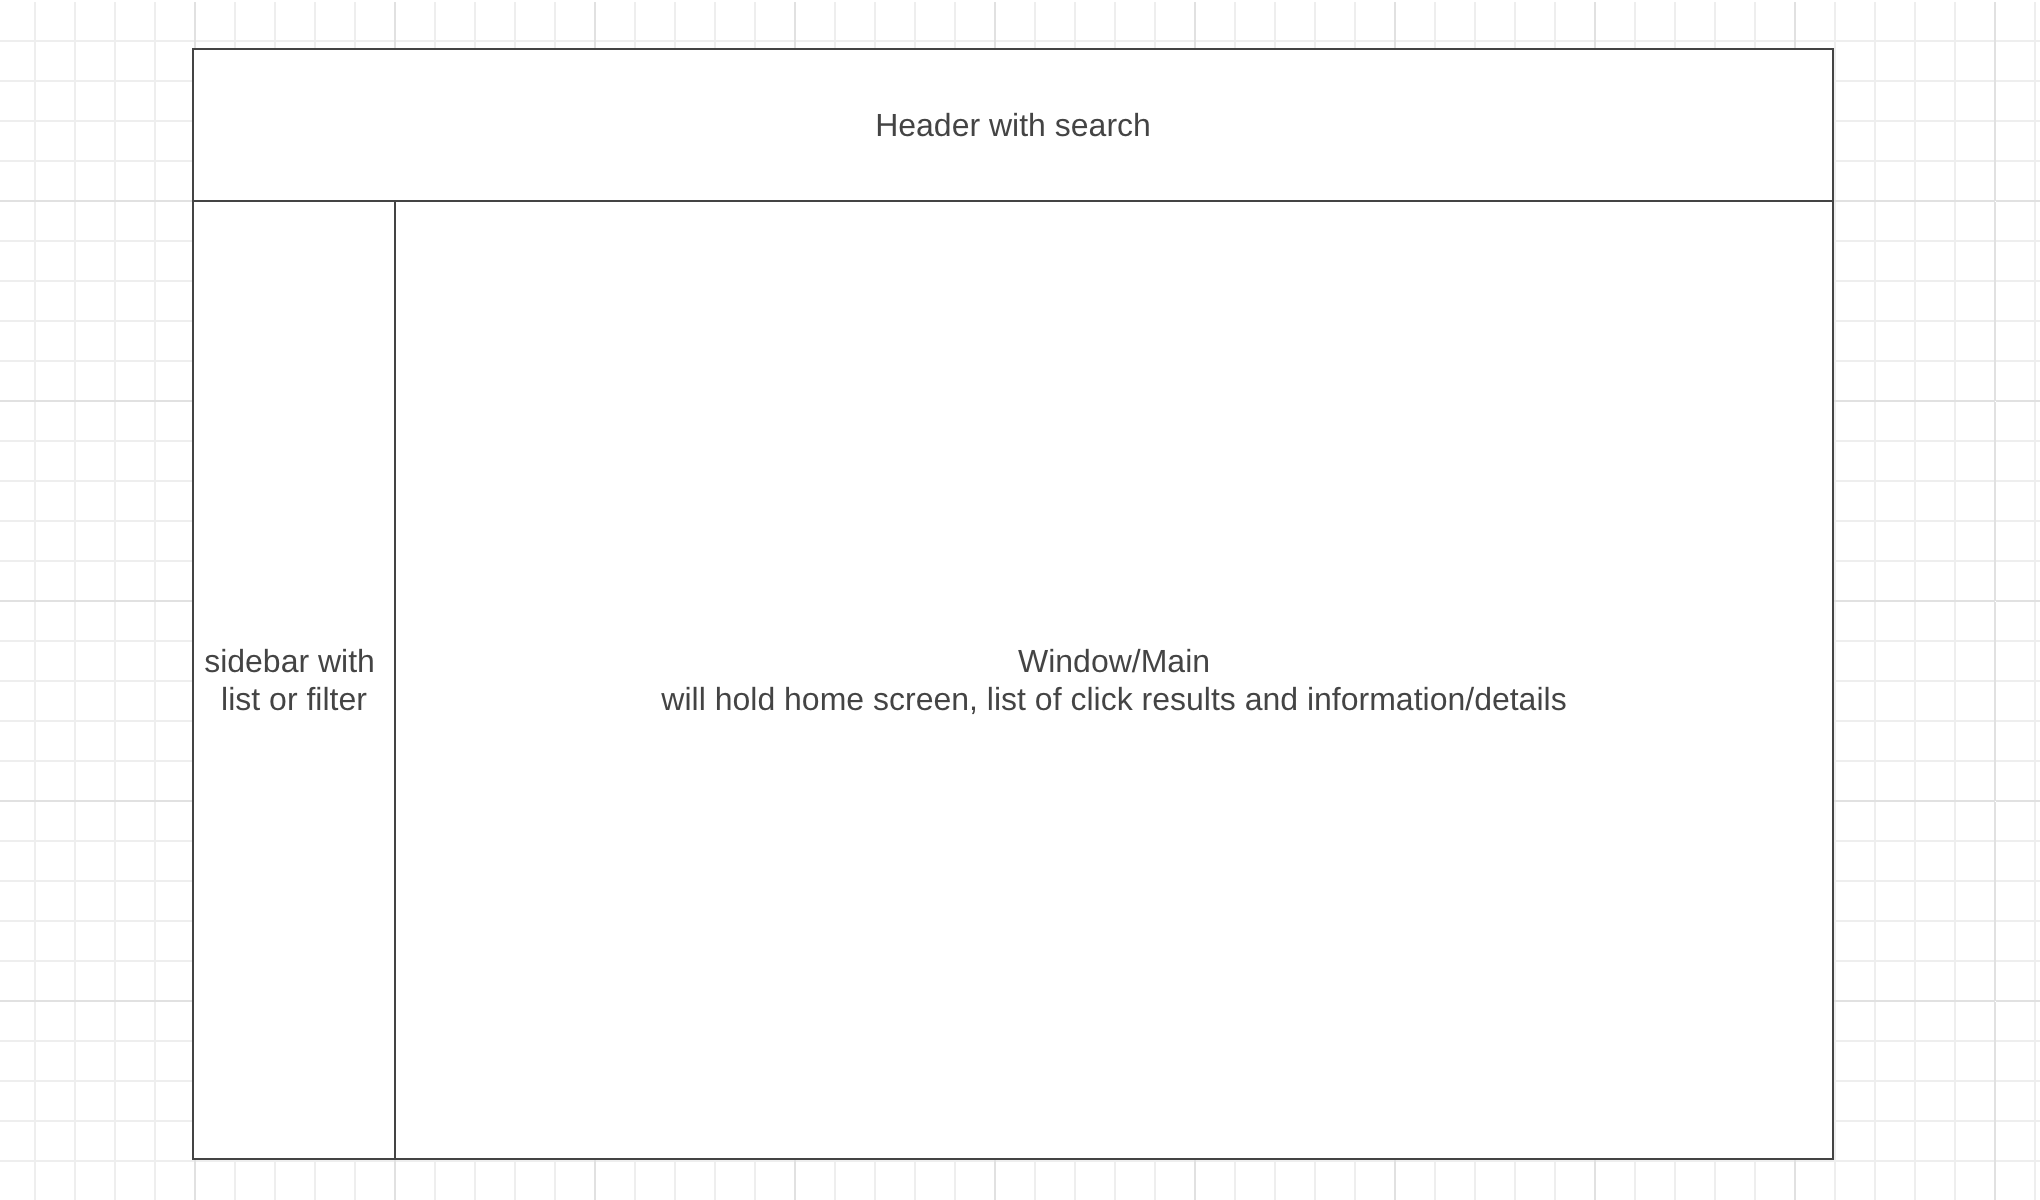 Header with search
sidebar with
list or filter
Window/Main
will hold home screen, list of click results and information/details